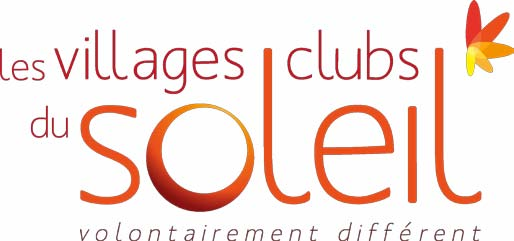 les villages clubs
du soleil
volontairement différent